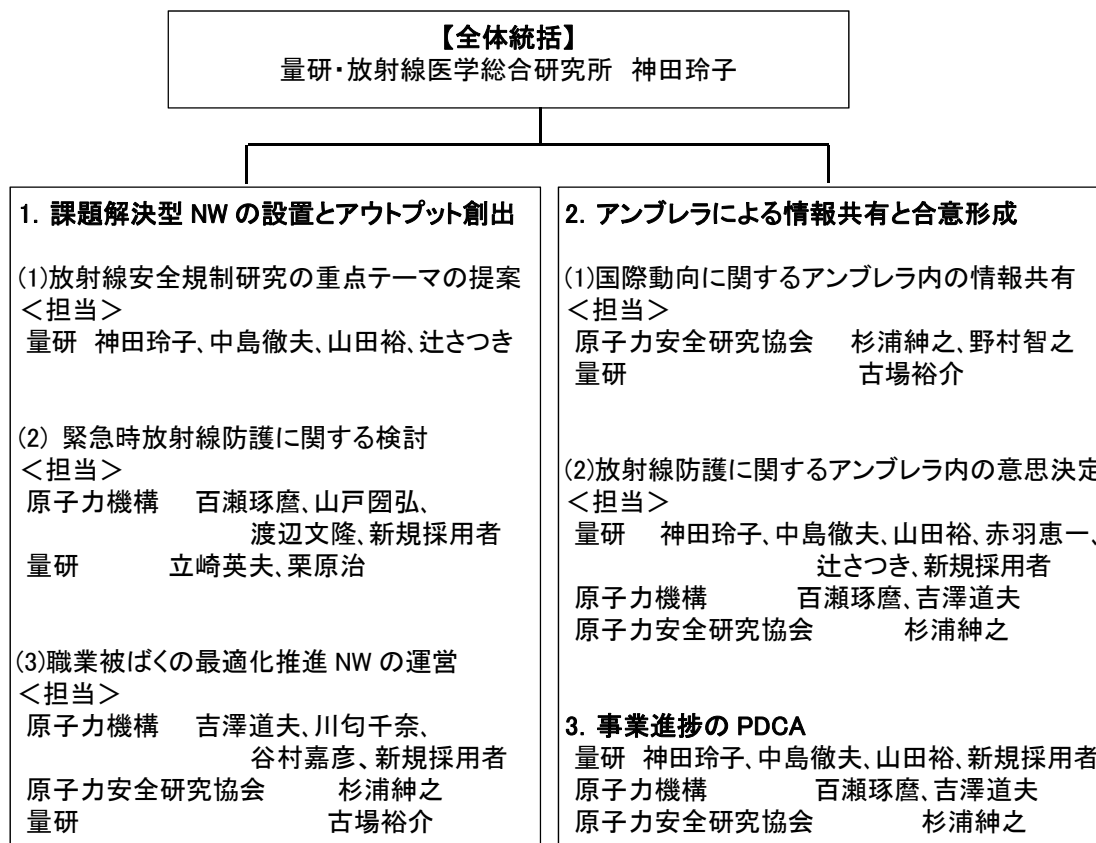 【全体統括】
量研・放射線医学総合研究所 神田玲子
1. 課題解決型 NW の設置とアウトプット創出
(1)放射線安全規制研究の重点テーマの提案
＜担当＞
量研 神田玲子、中島徹夫、山田裕、辻さつき
(2) 緊急時放射線防護に関する検討
＜担当＞
原子力機構 百瀬琢麿、山戸圀弘、
渡辺文隆、新規採用者
量研 立崎英夫、栗原治
(3)職業被ばくの最適化推進 NW の運営
＜担当＞
原子力機構 吉澤道夫、川匂千奈、
谷村嘉彦、新規採用者
原子力安全研究協会 杉浦紳之
量研 古場裕介
2. アンブレラによる情報共有と合意形成
(1)国際動向に関するアンブレラ内の情報共有
＜担当＞
原子力安全研究協会 杉浦紳之、野村智之
量研 古場裕介
(2)放射線防護に関するアンブレラ内の意思決定
＜担当＞
量研 神田玲子、中島徹夫、山田裕、赤羽恵一、
辻さつき、新規採用者
原子力機構 百瀬琢麿、吉澤道夫
原子力安全研究協会 杉浦紳之
3. 事業進捗の PDCA
量研 神田玲子、中島徹夫、山田裕、新規採用者
原子力機構 百瀬琢麿、吉澤道夫
原子力安全研究協会 杉浦紳之